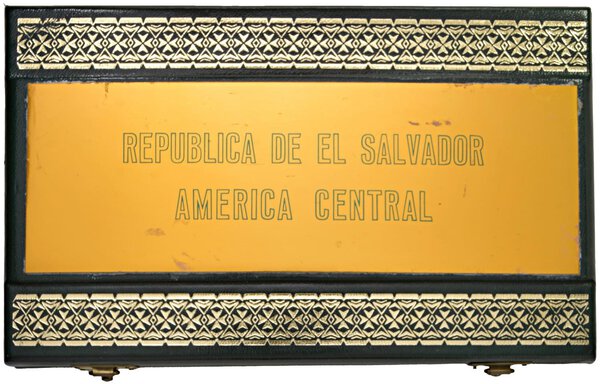 REPUBLICA DE EL SALVADOR
AMERICA CENTRAL